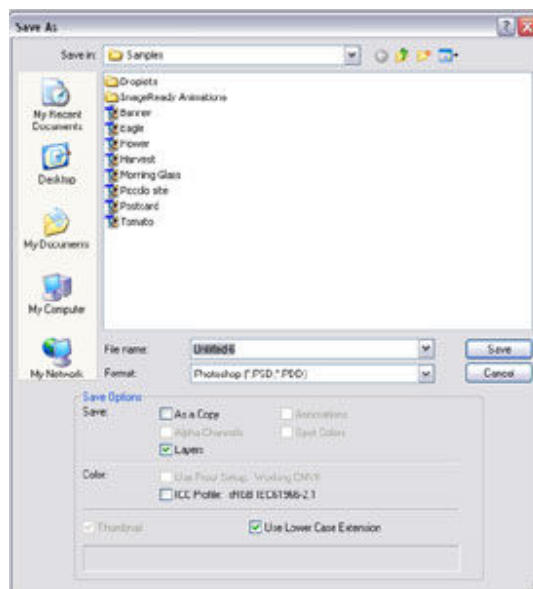 Save As
Save in: Samples
My Recent Documents
Desktop
My Documents
My Computer
My Network
Droplets
ImageReady Animations
Banner
Eagle
Flower
Harvest
Morning Glass
Postcard
Tomato
File name: Untitled-6
Save
Format: Photoshop (*.PSD;*.PDD)
Cancel
Save Options
Save: As a Copy Annotations
Alpha Channels Spot Colors
Layers
Color: Use Proof Setup: Working CMYK
ICC Profile: sRGB IEC61966-2.1
Thumbnail Use Lower Case Extension